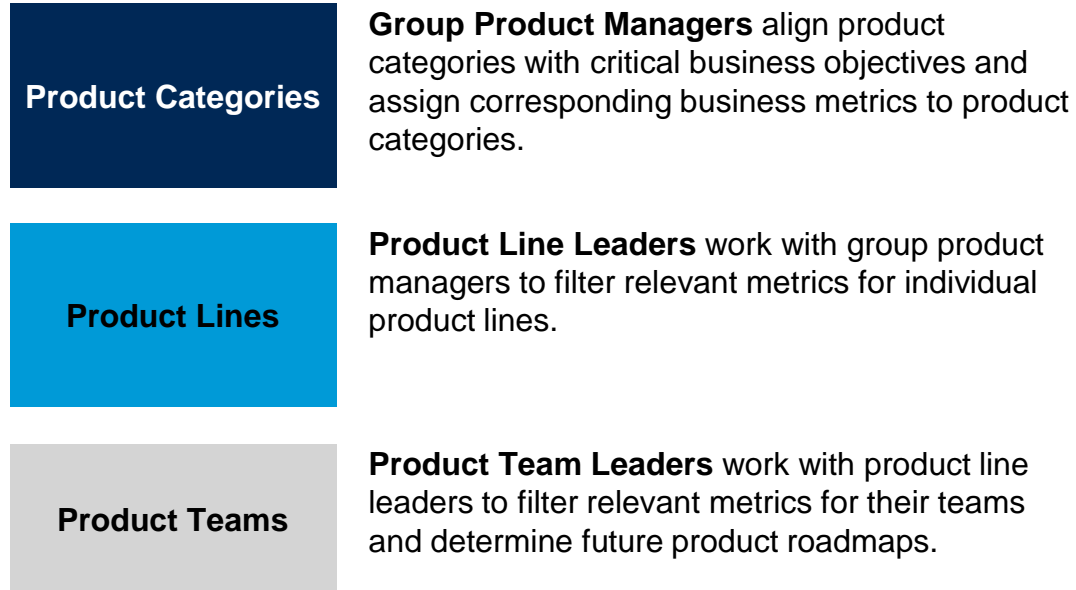 Product Categories
Group Product Managers align product
categories with critical business objectives and
assign corresponding business metrics to product
categories.
Product Lines
Product Line Leaders work with group product
managers to filter relevant metrics for individual
product lines.
Product Teams
Product Team Leaders work with product line
leaders to filter relevant metrics for their teams
and determine future product roadmaps.